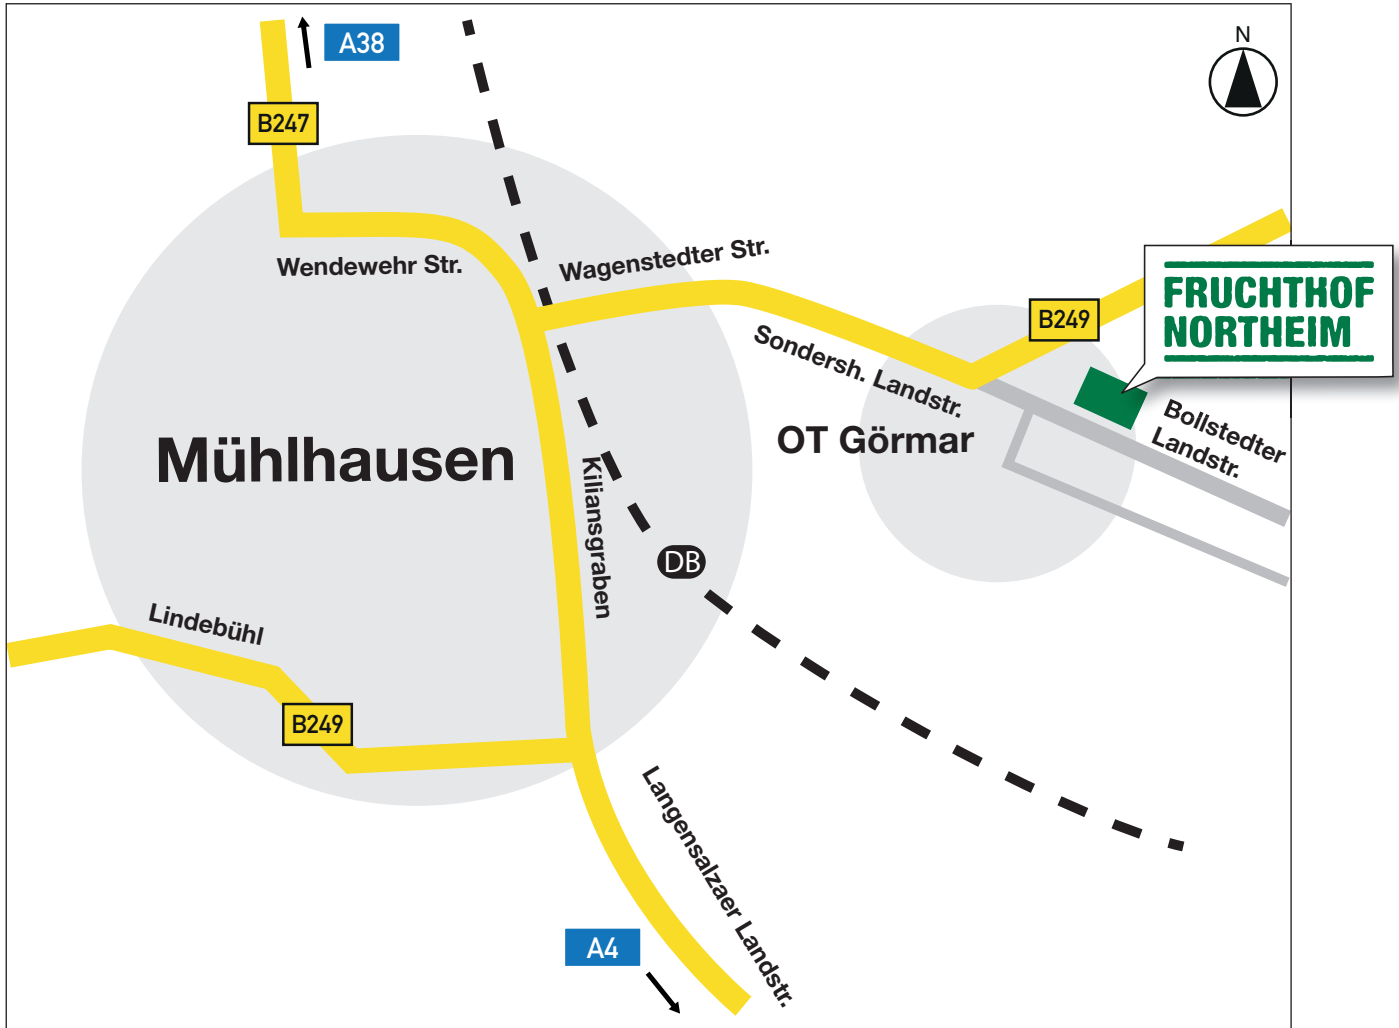 A38
N
B247
Wendewehr Str.
Wagenstedter Str.
FRUCHTHOF
NORTHEIM
B249
Sondersh. Landstr.
Bollstedter
Landstr.
OT Görmar
Mühlhausen
Kiliansgraben
DB
Lindebühl
B249
Langensalzaer Landstr.
A4